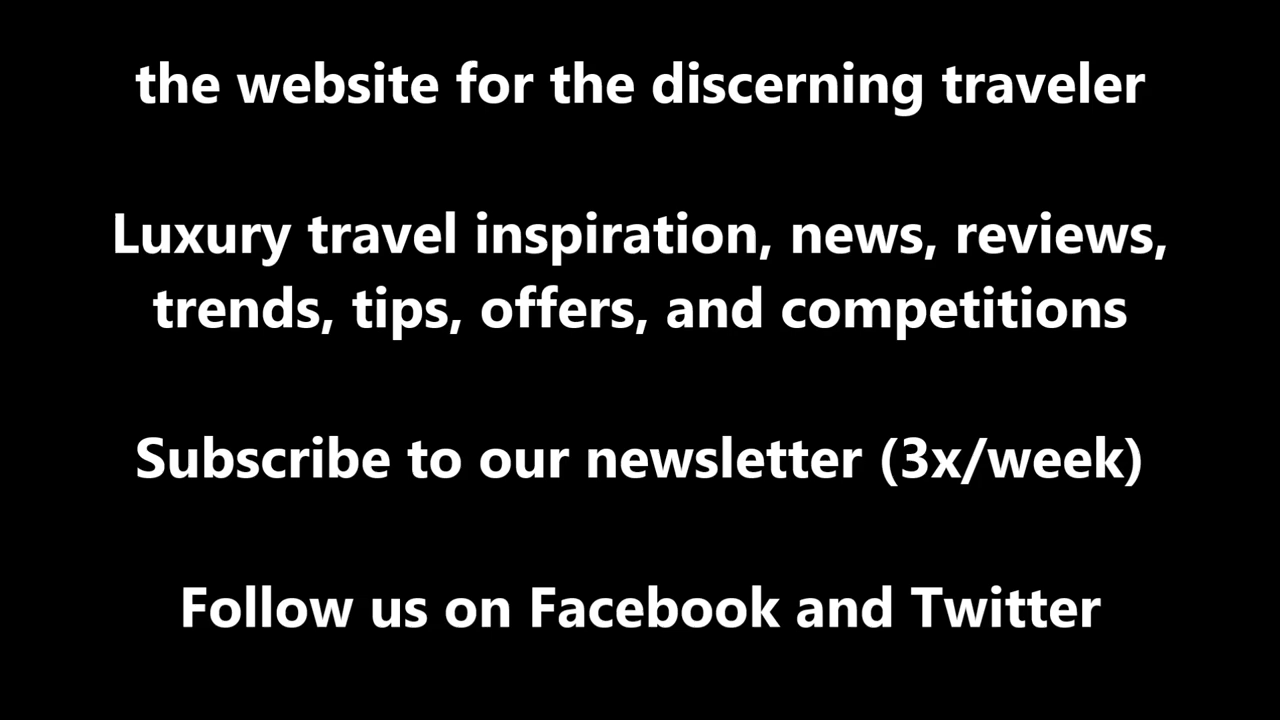 the website for the discerning traveler
Luxury travel inspiration, news, reviews,
trends, tips, offers, and competitions
Subscribe to our newsletter (3x/week)
Follow us on Facebook and Twitter